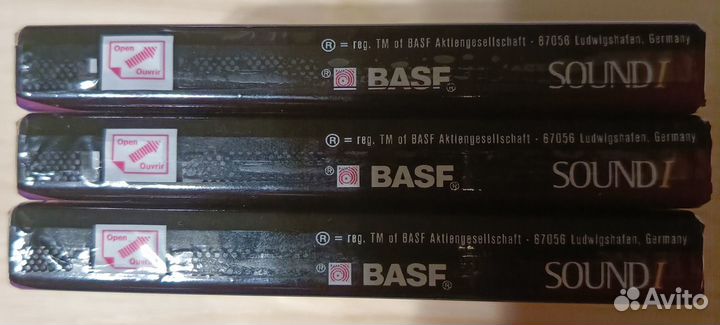 Open
Ouvrir
® = reg. TM of BASF Aktiengesellschaft - 67056 Ludwigshafen, Germany
® BASF® SOUND I
Open
Ouvrir
® = reg. TM of BASF Aktiengesellschaft - 67056 Ludwigshafen, Germany
® BASF® SOUND I
Open
Ouvrir
® = reg. TM of BASF Aktiengesellschaft - 67056 Ludwigshafen, Germany
® BASF® SOUND I
Avito